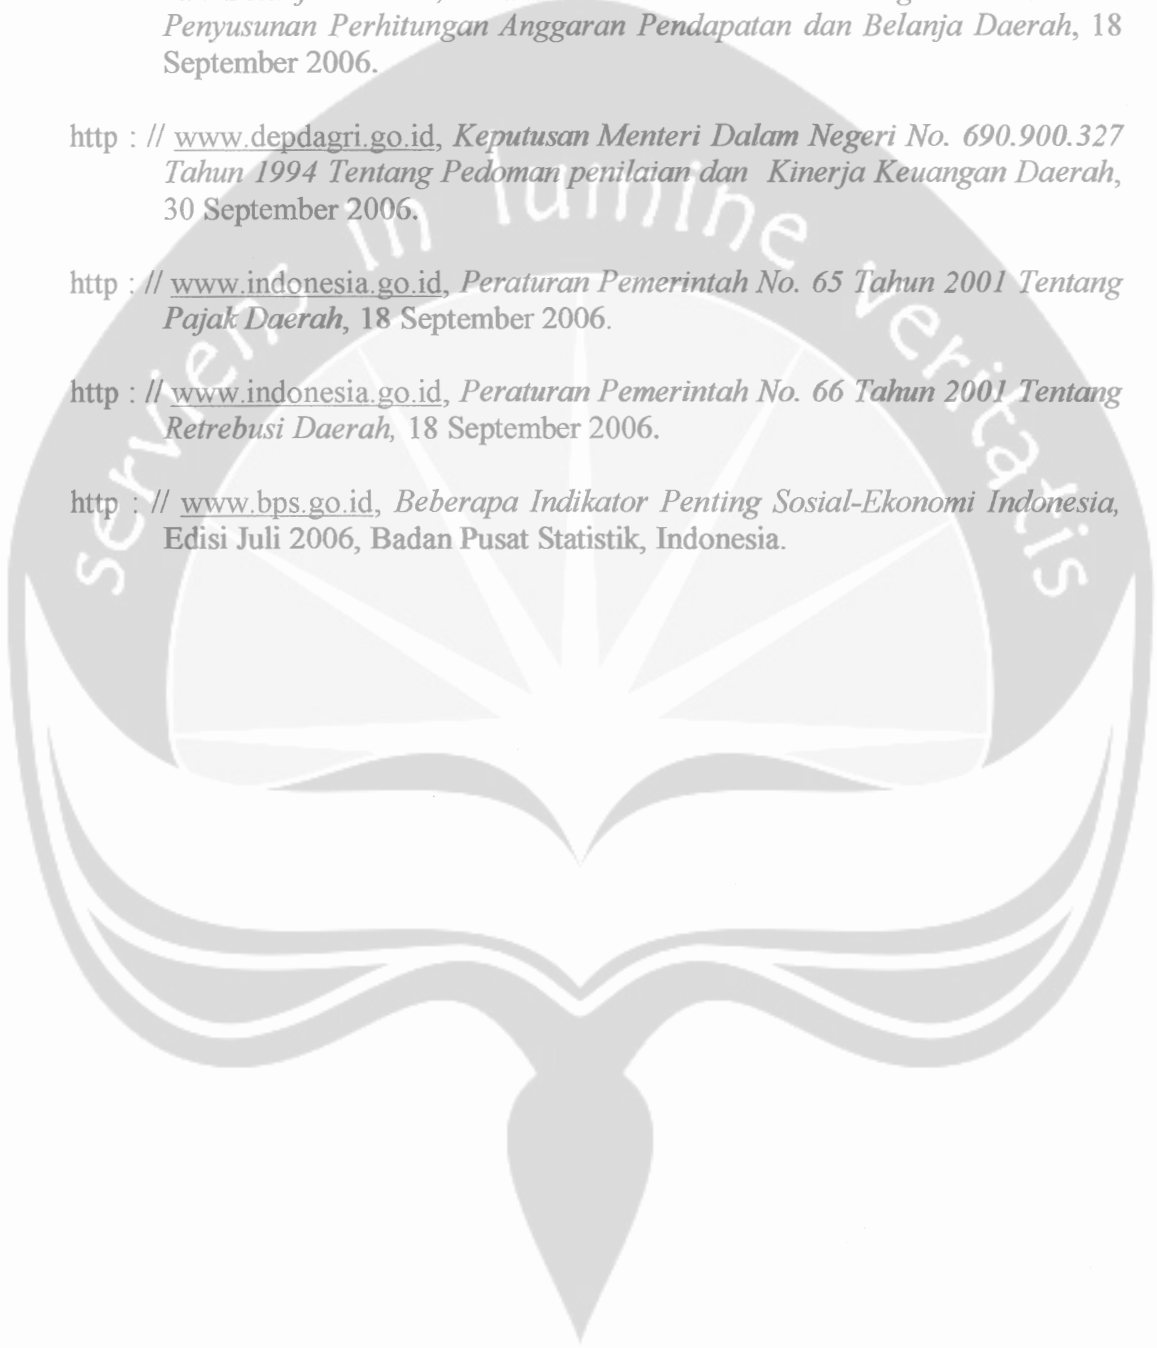 Penyusunan Perhitungan Anggaran Pendapatan dan Belanja Daerah, 18
September 2006.
http : // www.depdagri.go.id, Keputusan Menteri Dalam Negeri No. 690.900.327
Tahun 1994 Tentang Pedoman penilaian dan Kinerja Keuangan Daerah,
30 September 2006.
http : // www.indonesia.go.id, Peraturan Pemerintah No. 65 Tahun 2001 Tentang
Pajak Daerah, 18 September 2006.
http : // www.indonesia.go.id, Peraturan Pemerintah No. 66 Tahun 2001 Tentang
Retrebusi Daerah, 18 September 2006.
http : // www.bps.go.id, Beberapa Indikator Penting Sosial-Ekonomi Indonesia,
Edisi Juli 2006, Badan Pusat Statistik, Indonesia.
serviens in lumine veritatis